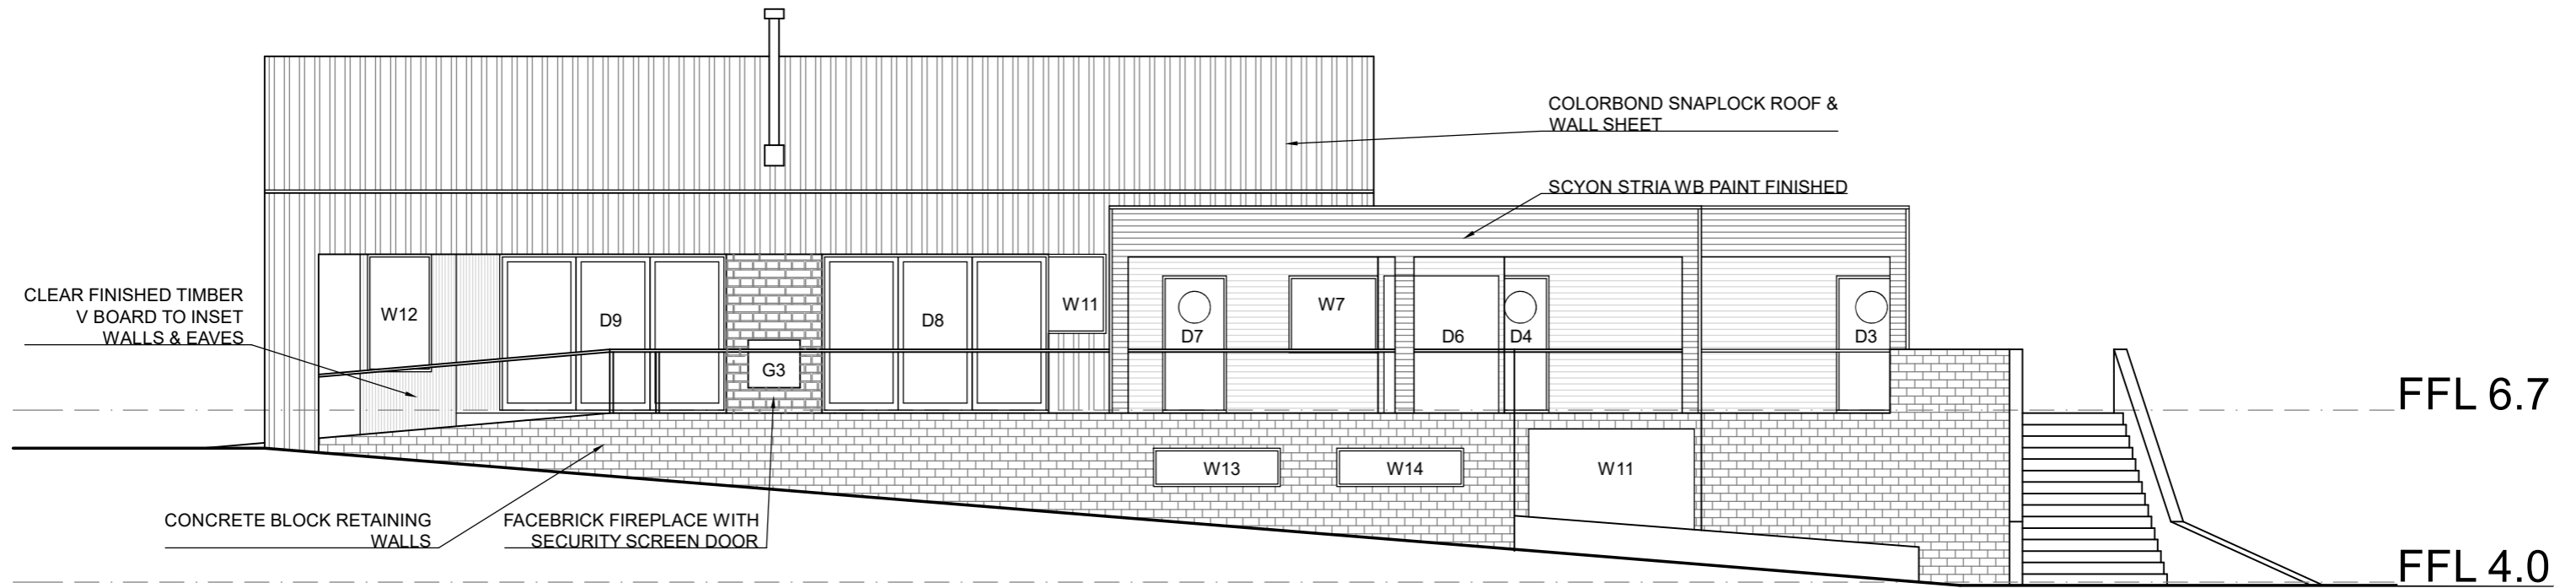 COLORBOND SNAPLOCK ROOF &
WALL SHEET
SCYON STRIA WB PAINT FINISHED
CLEAR FINISHED TIMBER
V BOARD TO INSET
WALLS & EAVES
W12
D9
G3
D8
W11
D7
W7
D6
D4
D3
FFL 6.7
W13
W14
W11
CONCRETE BLOCK RETAINING
WALLS
FACEBRICK FIREPLACE WITH
SECURITY SCREEN DOOR
FFL 4.0